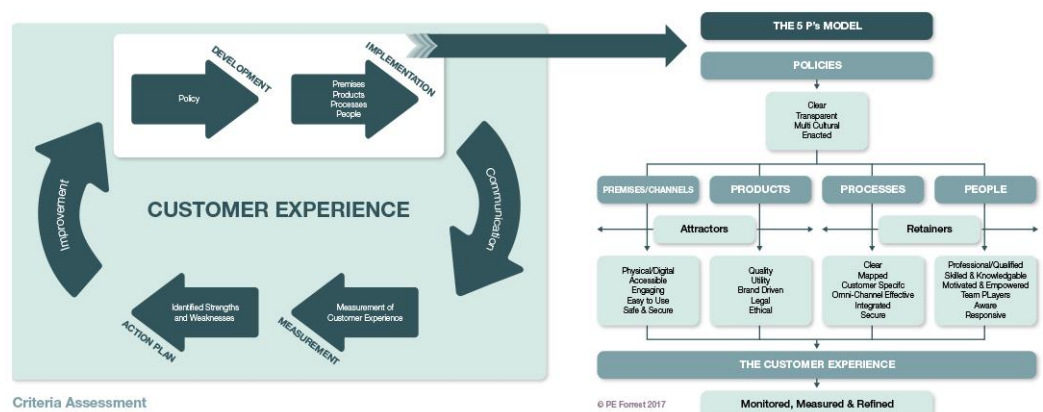 DEVELOPMENT
IMPLEMENTATION
Policy
Premises
Products
Processes
People
Improvement
CUSTOMER EXPERIENCE
Communication
Identified Strengths
and Weaknesses
Measurement of
Customer Experience
ACTION PLAN
MEASUREMENT
Criteria Assessment
THE 5 P's MODEL
POLICIES
Clear
Transparent
Multi Cultural
Enacted
PREMISES/CHANNELS
PRODUCTS
PROCESSES
PEOPLE
Attractors
Retainers
Physical/Digital
Accessible
Engaging
Easy to Use
Safe & Secure
Quality
Utility
Brand Driven
Legal
Ethical
Clear
Mapped
Customer Specifc
Omni-Channel Effective
Integrated
Secure
Professional/Qualified
Skilled & Knowledgable
Motivated & Empowered
Team PLayers
Aware
Responsive
THE CUSTOMER EXPERIENCE
© PE Forrest 2017
Monitored, Measured & Refined